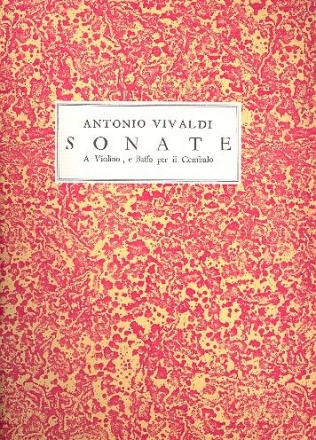 ANTONIO VIVALDI
SONATE
A Violino, e Basso per il Cembalo